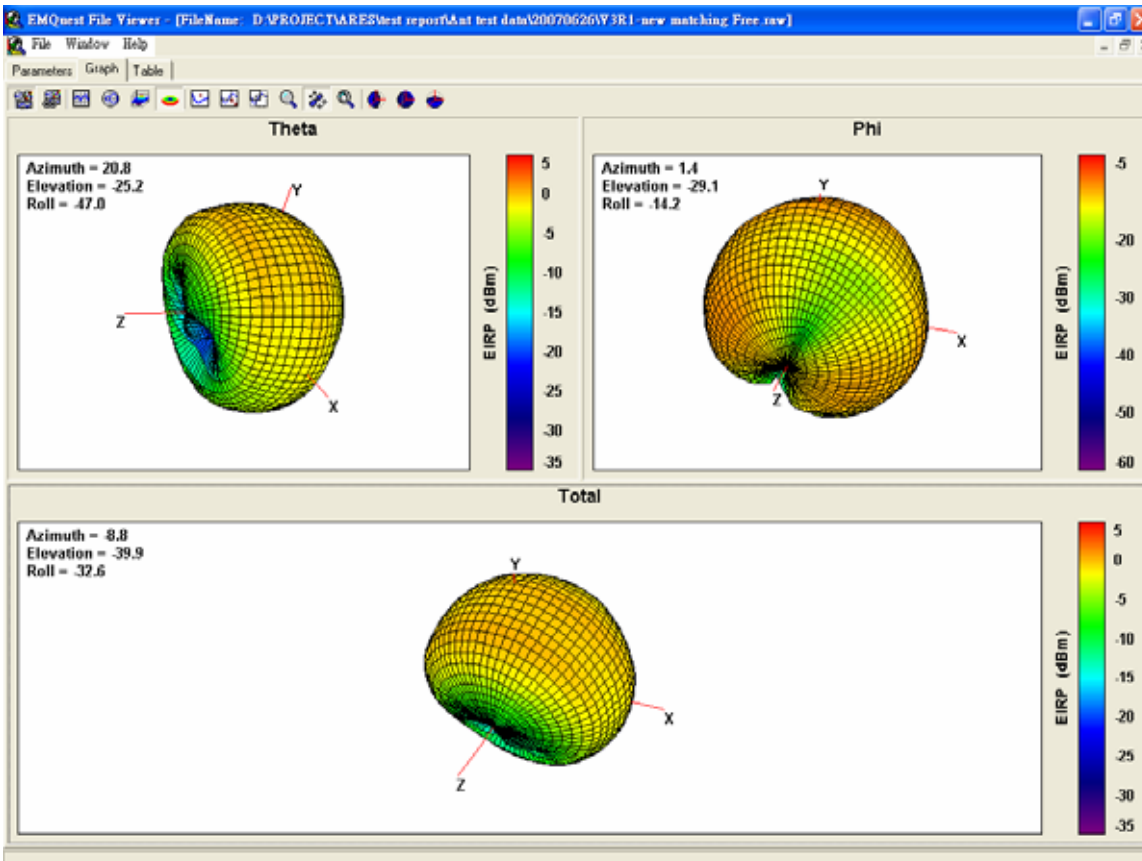 EMQuest File Viewer - [FileName: D:\PROJECT\ARES\test report\Ant test data\20070626\V3R1-new matching Free.raw]
File Window Help
Parameters Graph Table
Theta
Azimuth = 20.8
Elevation = -25.2
Roll = -47.0
Y
Z
X
5
0
-5
-10
-15
-20
-25
-30
-35
EIRP (dBm)
Phi
Azimuth = 1.4
Elevation = -29.1
Roll = -14.2
Y
X
Z
-5
-20
-30
-40
-50
-60
EIRP (dBm)
Total
Azimuth = -8.8
Elevation = -39.9
Roll = -32.6
Y
X
Z
5
0
-5
-10
-15
-20
-25
-30
-35
EIRP (dBm)